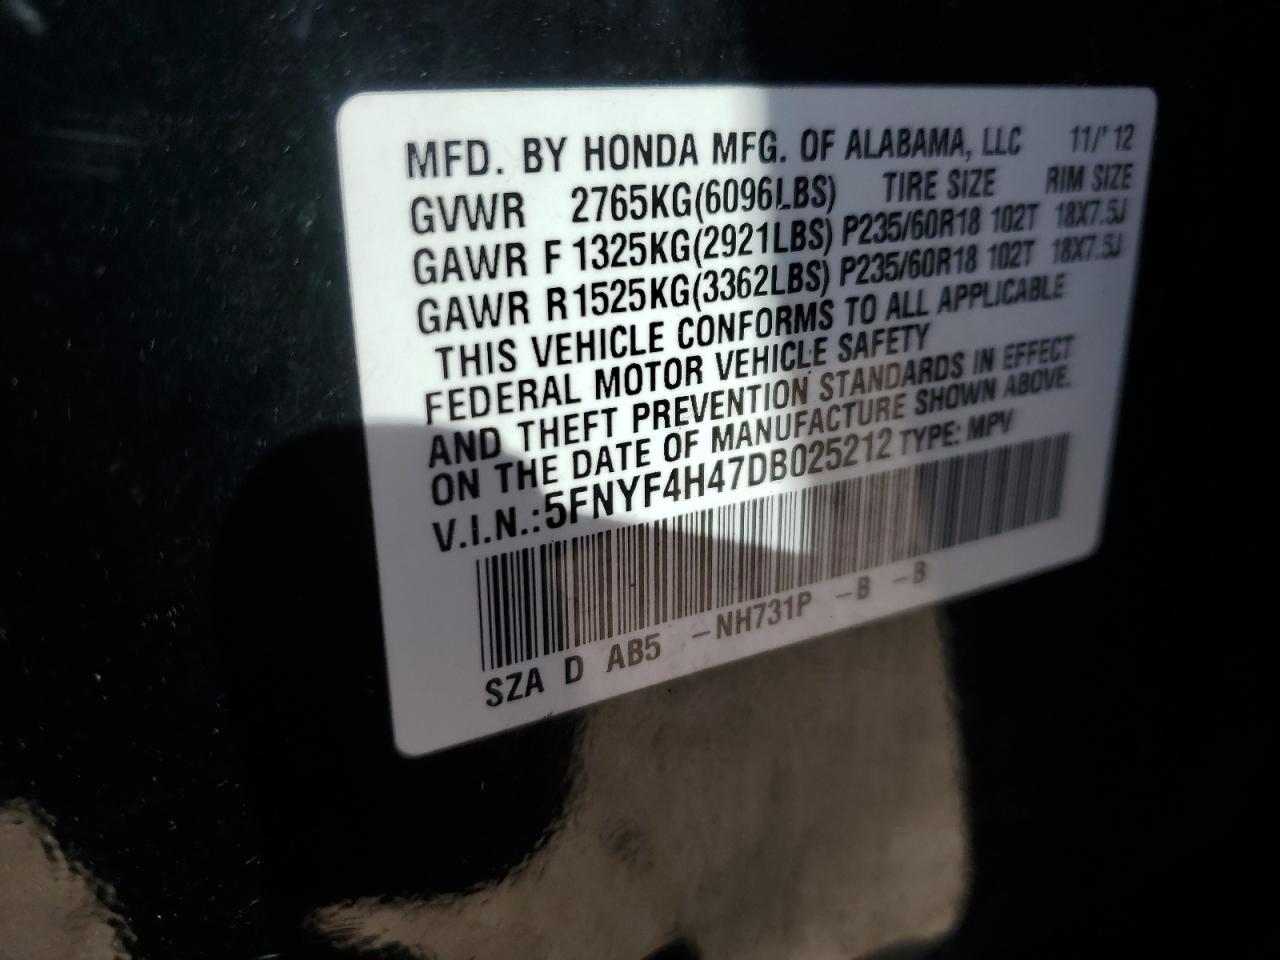 MFD. BY HONDA MFG. OF ALABAMA, LLC 11/'12
GVWR 2765KG(6096LBS) TIRE SIZE RIM SIZE
GAWR F 1325KG(2921LBS) P235/60R18 102T 18X7.5J
GAWR R 1525KG(3362LBS) P235/60R18 102T 18X7.5J
THIS VEHICLE CONFORMS TO ALL APPLICABLE
FEDERAL MOTOR VEHICLE SAFETY
AND THEFT PREVENTION STANDARDS IN EFFECT
ON THE DATE OF MANUFACTURE SHOWN ABOVE.
V.I.N.: 5FNYF4H47DB025212 TYPE: MPV
SZA D AB5 -NH731P -B -B